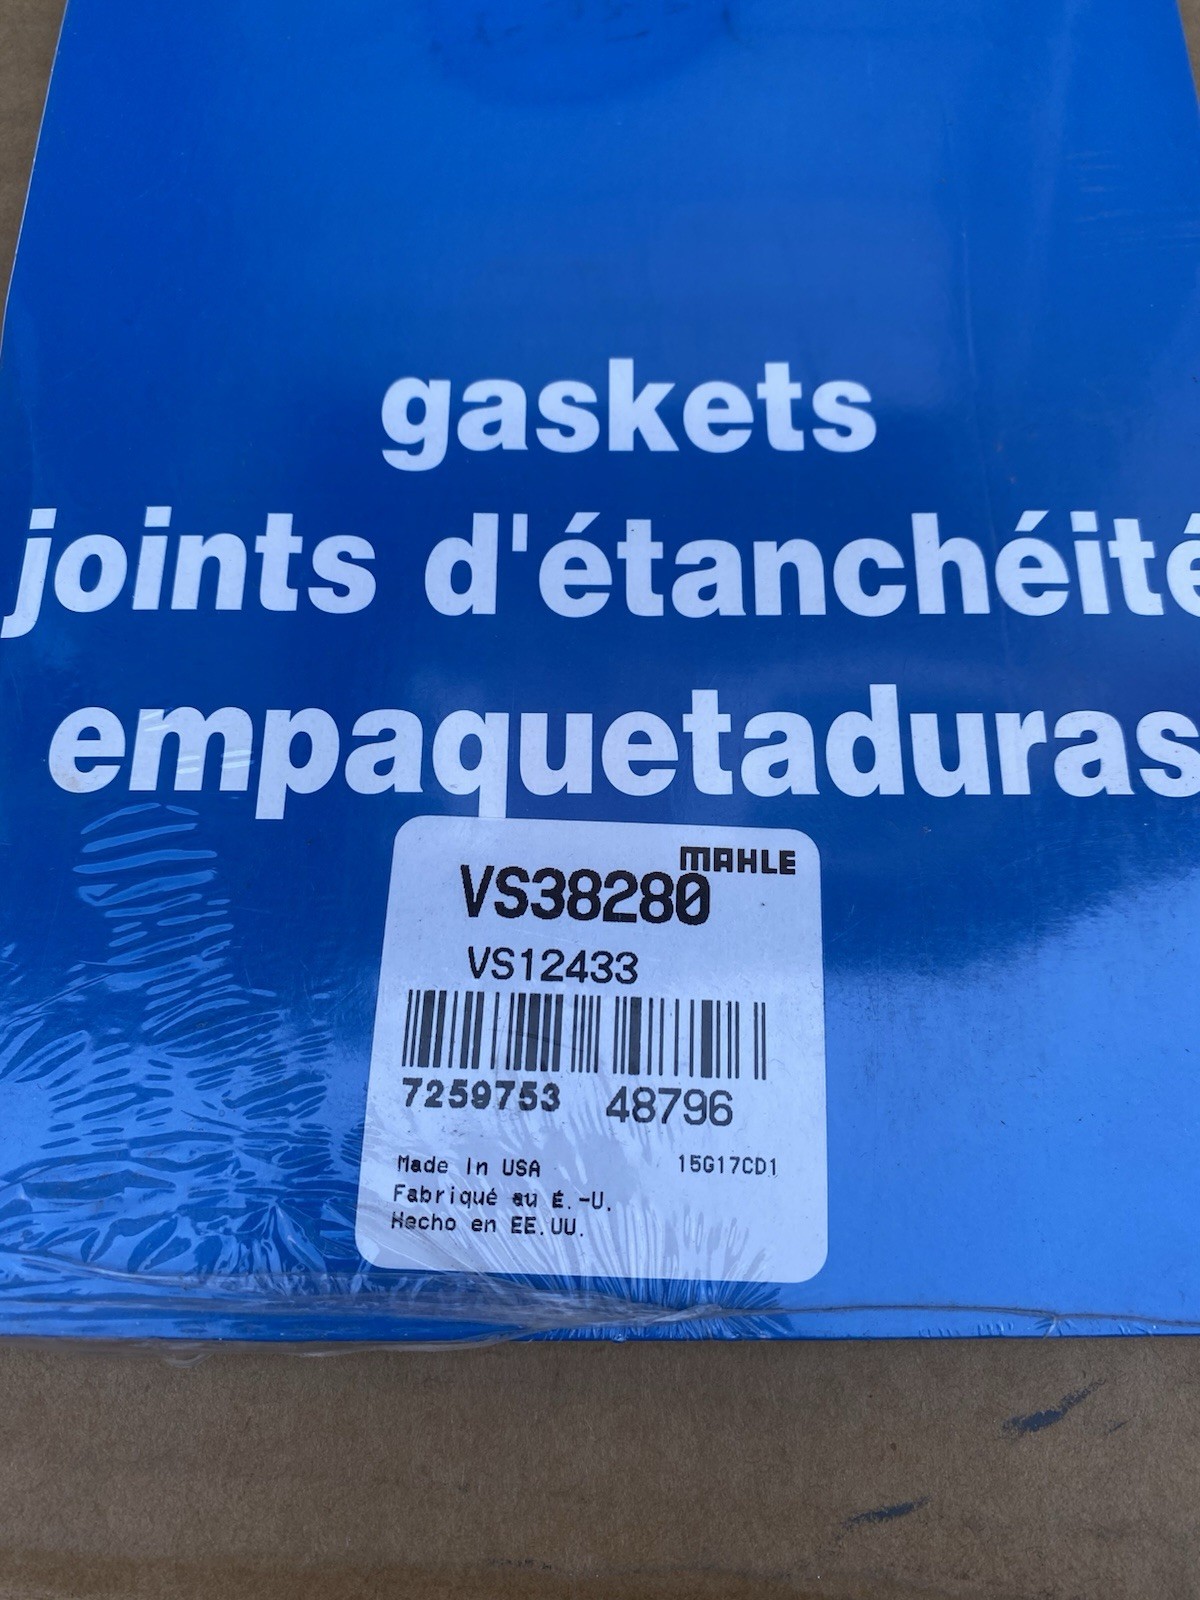 gaskets
joints d'étanchéité
empaquetaduras
MAHLE
VS38280
VS12433
7259753 48796
Made In USA 15G17CD1
Fabriqué au É.-U.
Hecho en EE.UU.